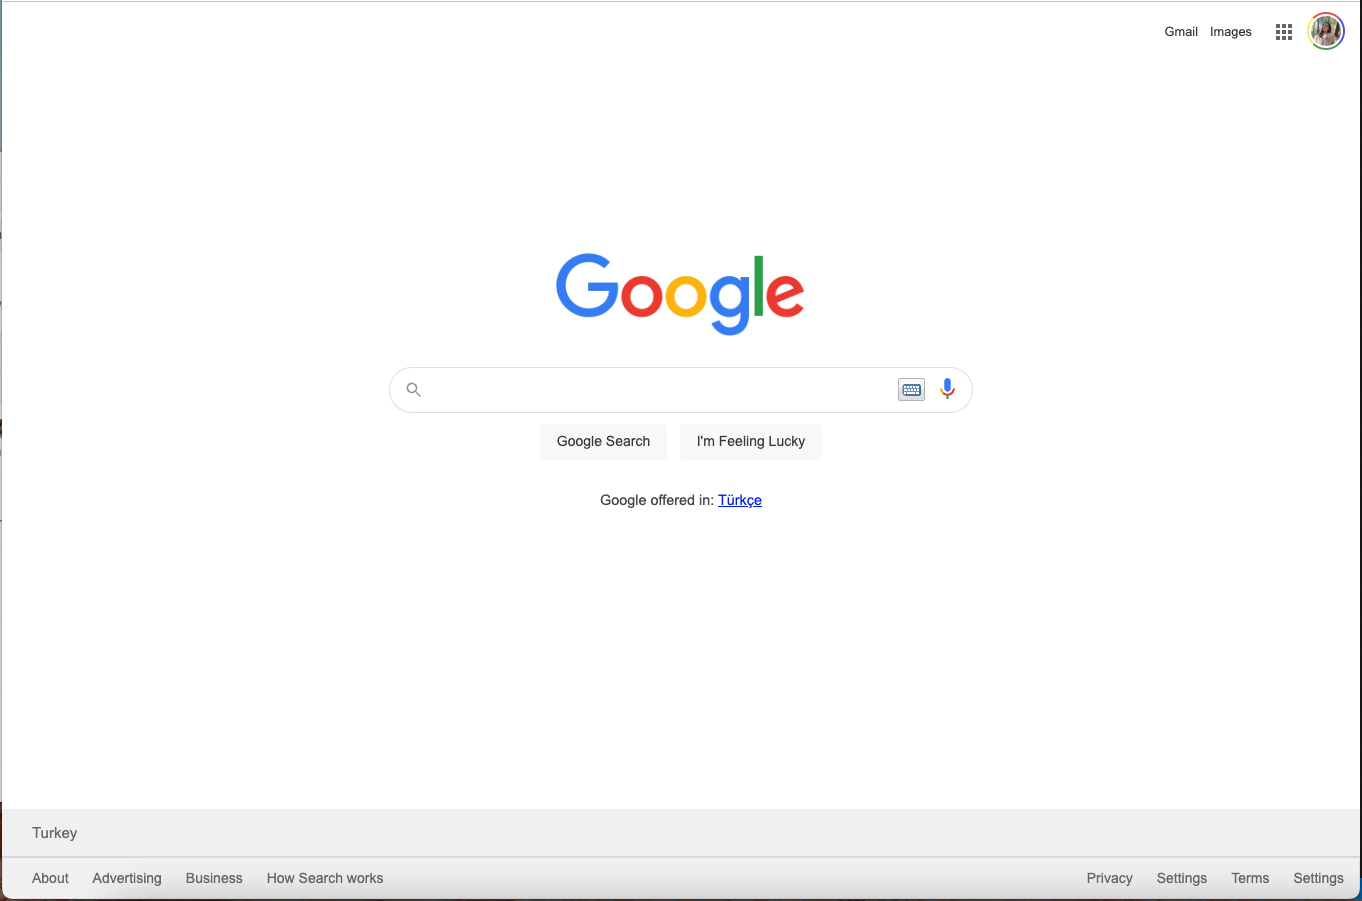 Gmail Images
Google
Google Search I'm Feeling Lucky
Google offered in: Türkçe
Turkey
About Advertising Business How Search works Privacy Settings Terms Settings